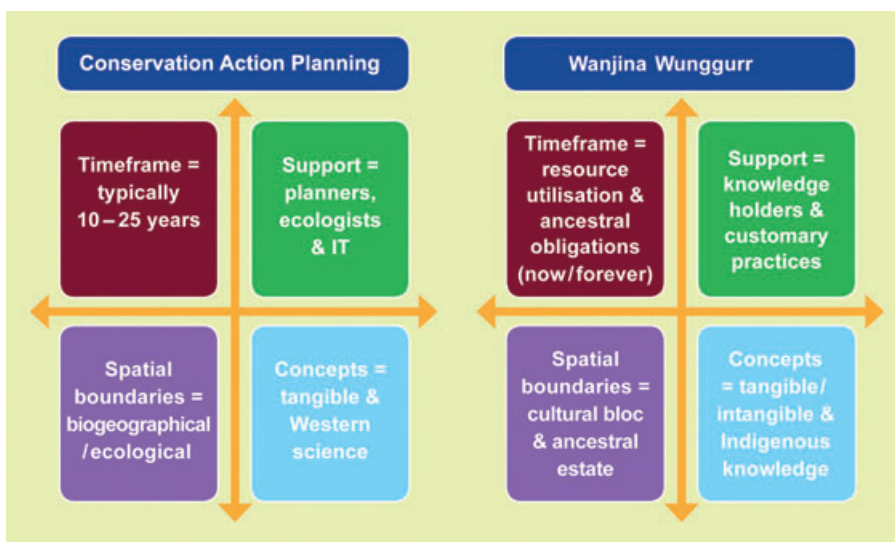 Conservation Action Planning
Timeframe =
typically
10–25 years
Support =
planners,
ecologists
& IT
Spatial
boundaries =
biogeographical
/ecological
Concepts =
tangible &
Western
science
Wanjina Wunggurr
Timeframe =
resource
utilisation &
ancestral
obligations
(now/forever)
Support =
knowledge
holders &
customary
practices
Spatial
boundaries =
cultural bloc
& ancestral
estate
Concepts
= tangible/
intangible &
Indigenous
knowledge